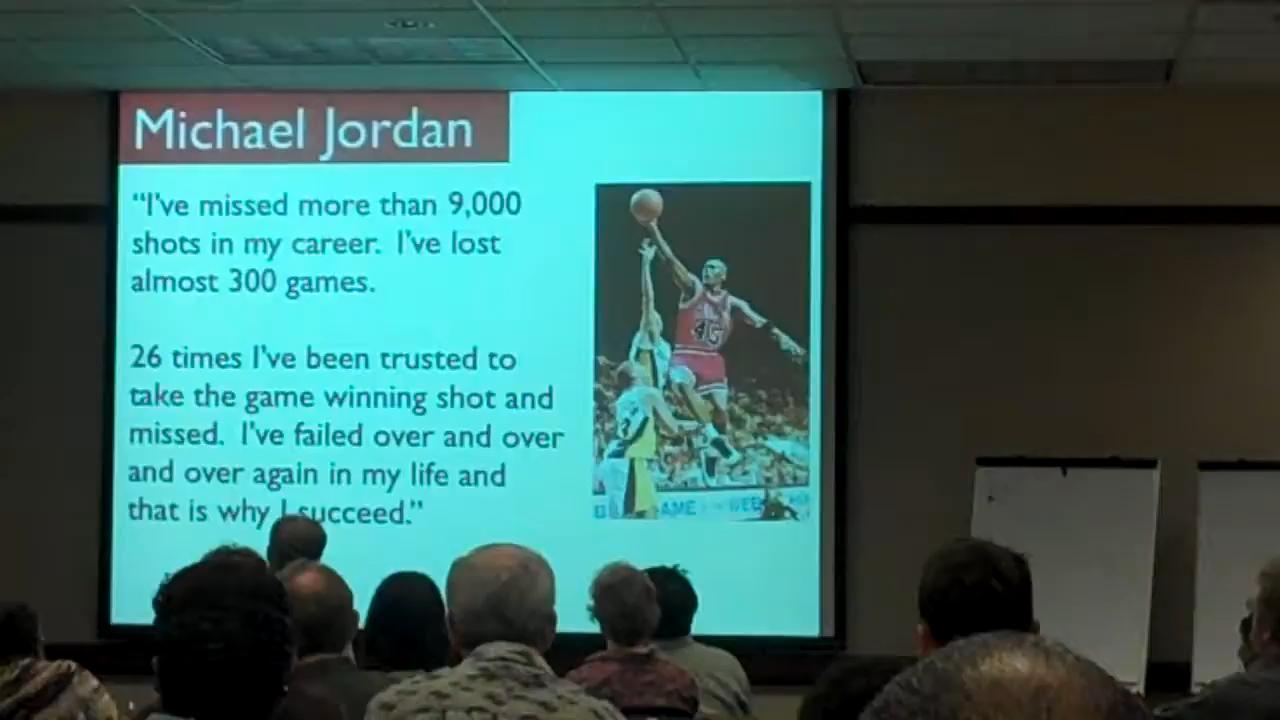 Michael Jordan
“I've missed more than 9,000
shots in my career. I've lost
almost 300 games.
26 times I've been trusted to
take the game winning shot and
missed. I've failed over and over
and over again in my life and
that is why I succeed.”
45
GAME